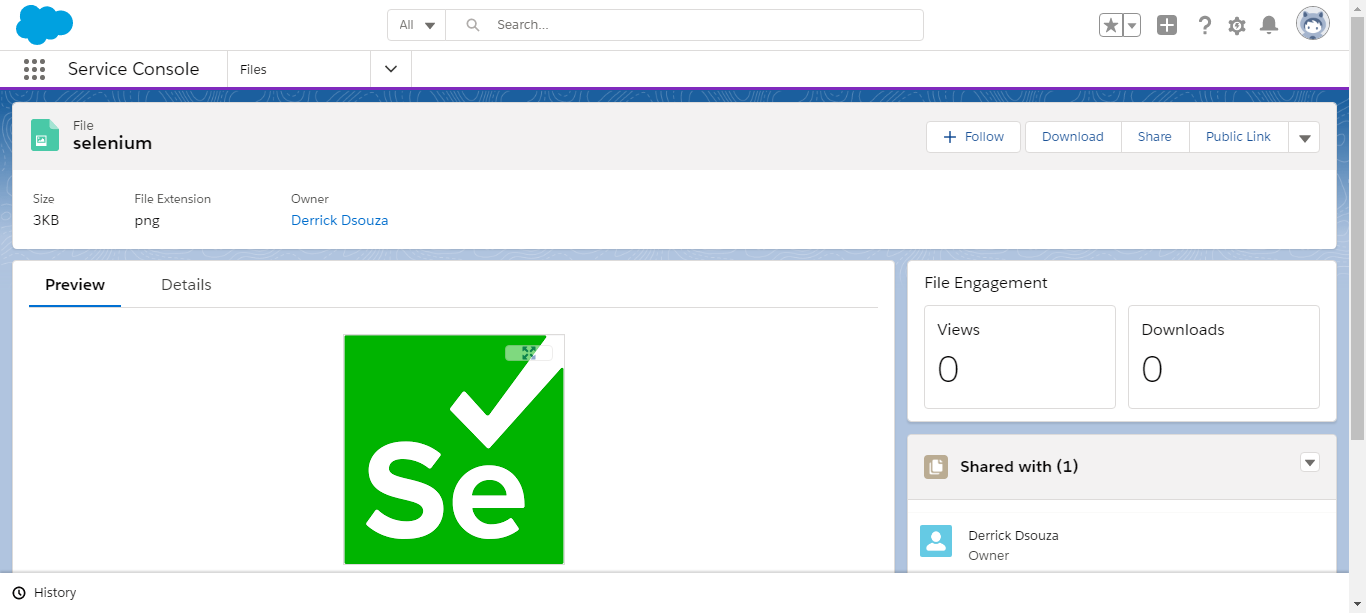 All
Search...
Service Console
Files
File
selenium
Follow
Download
Share
Public Link
Size
File Extension
Owner
3KB
png
Derrick Dsouza
Preview
Details
Se
File Engagement
Views
Downloads
0
0
Shared with (1)
Derrick Dsouza
Owner
History